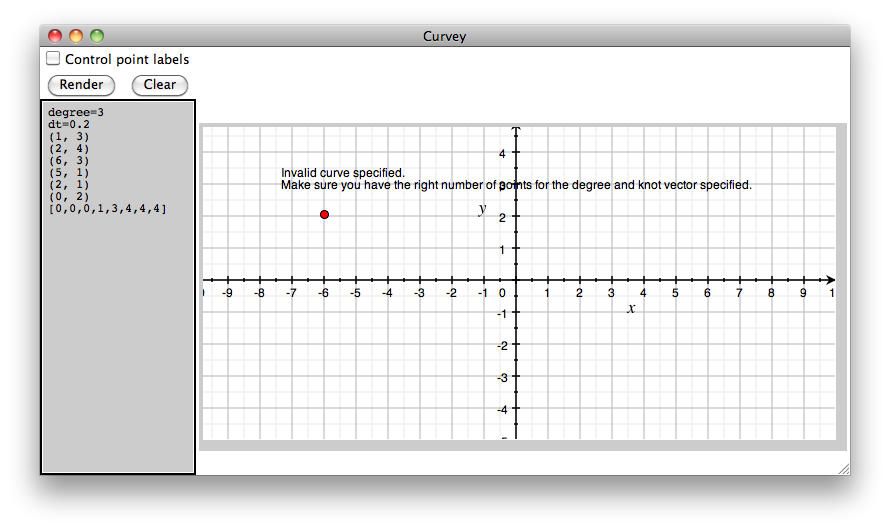 Curvey
Control point labels
Render Clear
degree=3
dt=0.2
(1, 3)
(2, 4)
(6, 3)
(5, 1)
(2, 1)
(0, 2)
[0,0,0,1,3,4,4,4]
4
Invalid curve specified.
Make sure you have the right number of points for the degree and knot vector specified.
3
y
2
1
-9 -8 -7 -6 -5 -4 -3 -2 -1 0 1 2 3 4 5 6 7 8 9 1
x
-1
-2
-3
-4